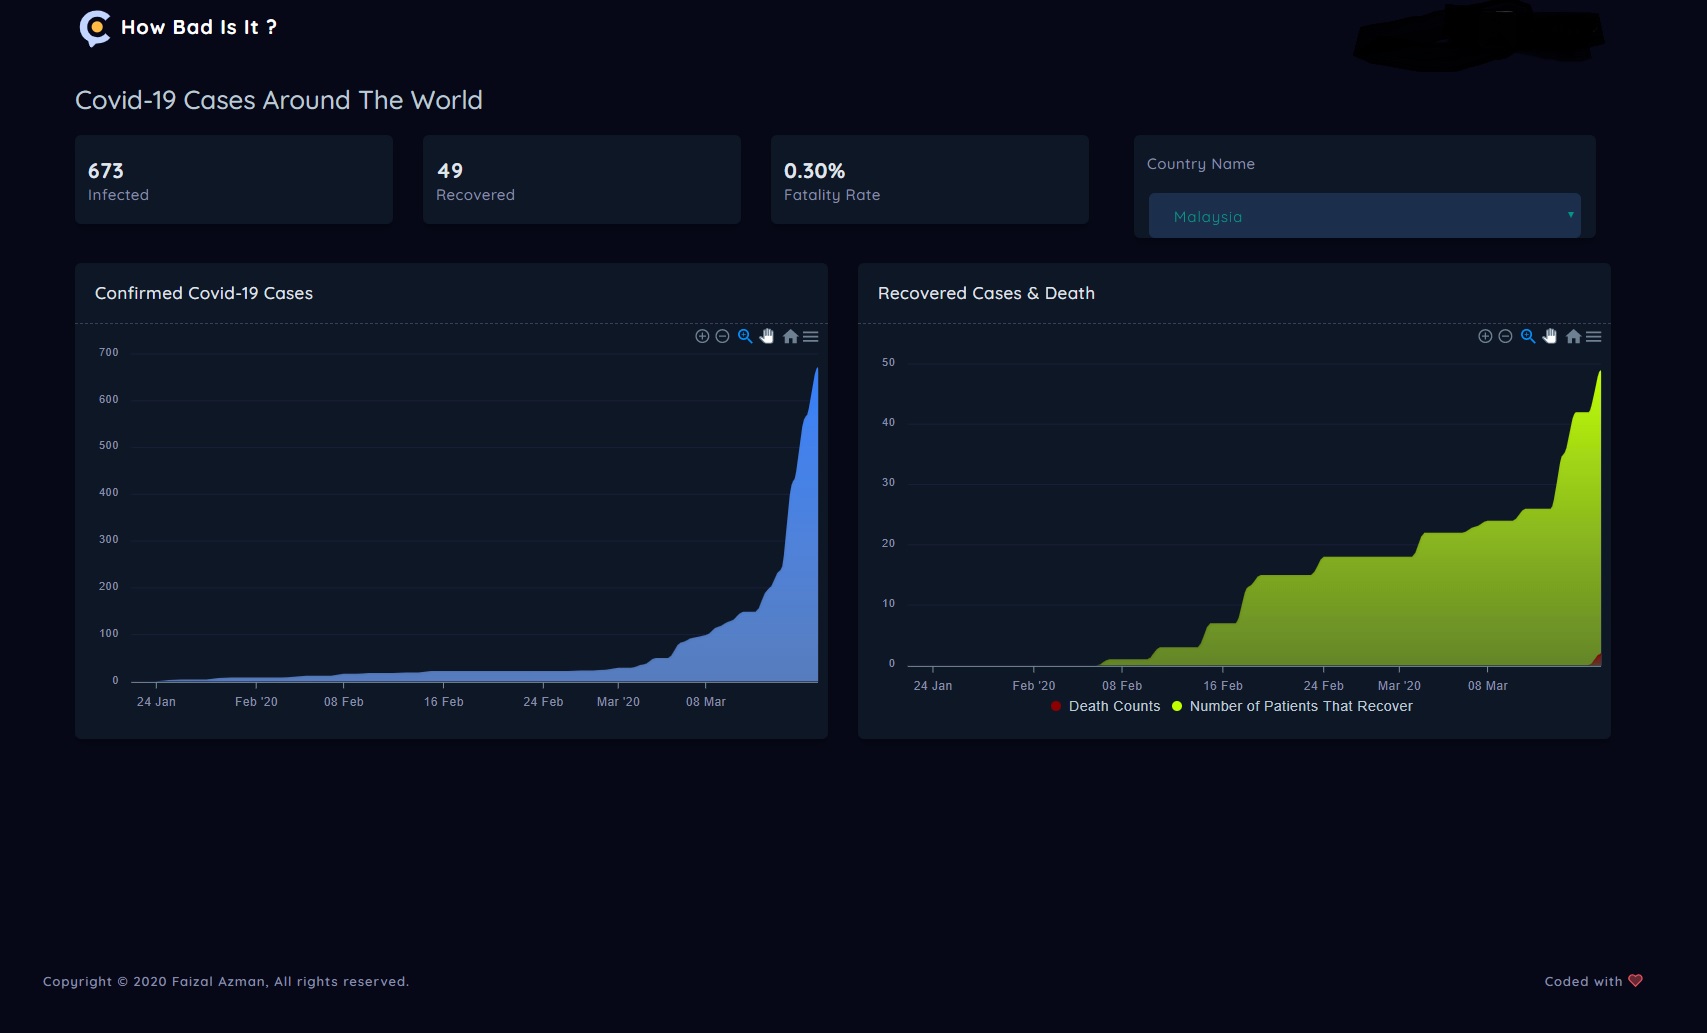 How Bad Is It ?
Covid-19 Cases Around The World
673
Infected
49
Recovered
0.30%
Fatality Rate
Country Name
Malaysia
Confirmed Covid-19 Cases
700
600
500
400
300
200
100
0
24 Jan Feb '20 08 Feb 16 Feb 24 Feb Mar '20 08 Mar
Recovered Cases & Death
50
40
30
20
10
0
24 Jan Feb '20 08 Feb 16 Feb 24 Feb Mar '20 08 Mar
Death Counts Number of Patients That Recover
Copyright © 2020 Faizal Azman, All rights reserved.
Coded with